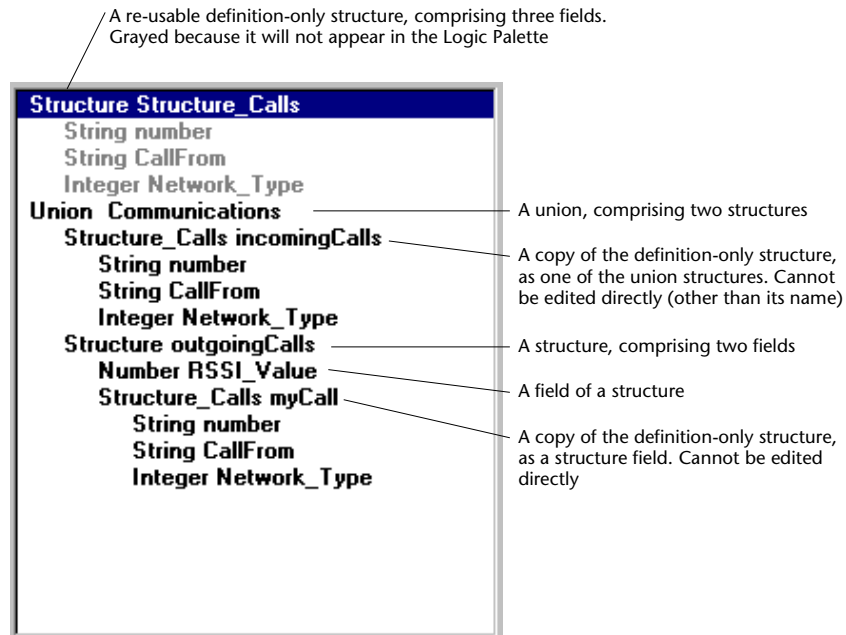 A re-usable definition-only structure, comprising three fields.
Grayed because it will not appear in the Logic Palette
Structure Structure_Calls
String number
String CallFrom
Integer Network_Type
Union Communications
Structure_Calls incomingCalls
String number
String CallFrom
Integer Network_Type
Structure outgoingCalls
Number RSSI_Value
Structure_Calls myCall
String number
String CallFrom
Integer Network_Type
A union, comprising two structures
A copy of the definition-only structure,
as one of the union structures. Cannot
be edited directly (other than its name)
A structure, comprising two fields
A field of a structure
A copy of the definition-only structure,
as a structure field. Cannot be edited
directly